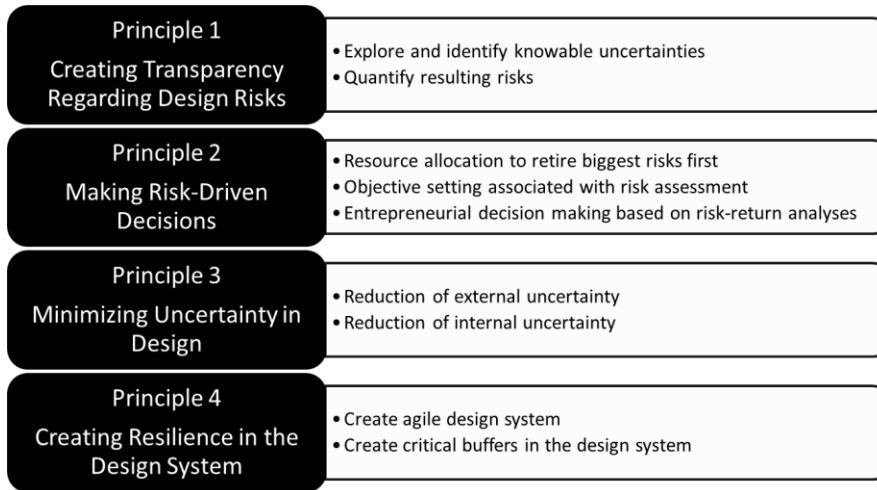 Principle 1
Creating Transparency
Regarding Design Risks
• Explore and identify knowable uncertainties
• Quantify resulting risks
Principle 2
Making Risk-Driven
Decisions
• Resource allocation to retire biggest risks first
• Objective setting associated with risk assessment
• Entrepreneurial decision making based on risk-return analyses
Principle 3
Minimizing Uncertainty in
Design
• Reduction of external uncertainty
• Reduction of internal uncertainty
Principle 4
Creating Resilience in the
Design System
• Create agile design system
• Create critical buffers in the design system